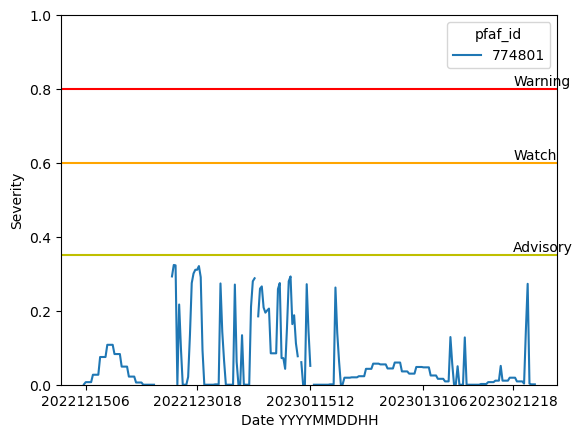 1.0
0.8
0.6
0.4
0.2
0.0
Severity
pfaf_id
774801
Warning
Watch
Advisory
2022121506
2022123018
2023011512
2023013106
2023021218
Date YYYYMMDDHH